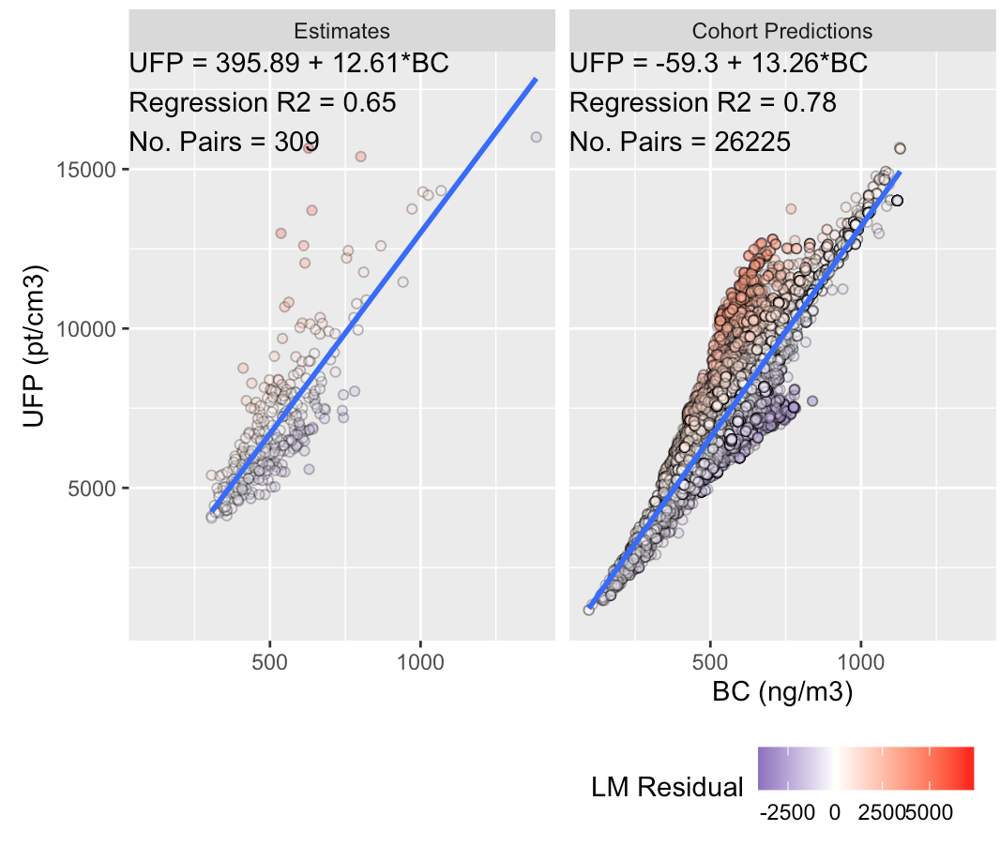 Estimates
Cohort Predictions
UFP = 395.89 + 12.61*BC
Regression R2 = 0.65
No. Pairs = 309
UFP = -59.3 + 13.26*BC
Regression R2 = 0.78
No. Pairs = 26225
UFP (pt/cm3)
15000
10000
5000
500 1000
500 1000
BC (ng/m3)
LM Residual
-2500 0 2500 5000